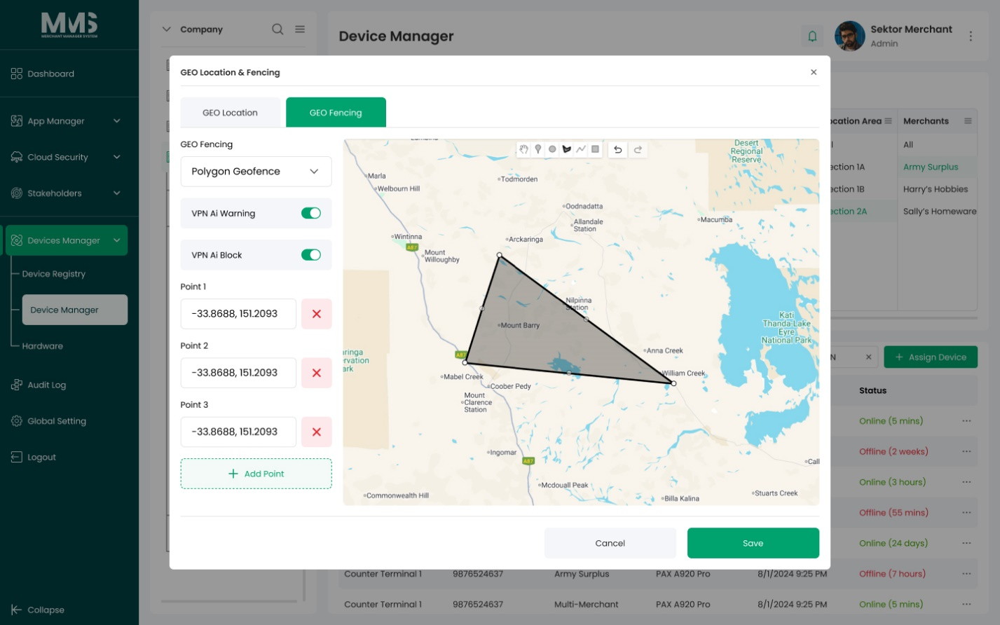 MMS
MERCHANT MANAGER SYSTEM
Dashboard
App Manager
Cloud Security
Stakeholders
Devices Manager
Device Registry
Device Manager
Hardware
Audit Log
Global Setting
Logout
Collapse
Company
Device Manager
Sektor Merchant
Admin
GEO Location & Fencing
GEO Location
GEO Fencing
GEO Fencing
Polygon Geofence
VPN Ai Warning
VPN Ai Block
Point 1
-33.8688, 151.2093
Point 2
-33.8688, 151.2093
Point 3
-33.8688, 151.2093
Add Point
Desert
Regional
Reserve
Marla
Welbourn Hill
Todmorden
Oodnadatta
Allandale
Station
Macumba
Wintinna
A87
Mount
Willoughby
Arckaringa
Nilpinna
Station
Mount Barry
Kati
Thanda-Lake
Eyre
National Park
Anna Creek
William Creek
A87
Mabel Creek
Coober Pedy
Mount
Clarence
Station
Ingomar
A87
Mcdouall Peak
Commonwealth Hill
Billa Kalina
Stuarts Creek
Call
Cancel
Save
ocation Area
Merchants
All
ection 1A
Army Surplus
ection 1B
Harry's Hobbies
ection 2A
Sally's Homeware
N
Assign Device
Status
Online (5 mins)
Offline (2 weeks)
Online (3 hours)
Offline (55 mins)
Online (24 days)
Counter Terminal 1 9876524637 Army Surplus PAX A920 Pro 8/1/2024 9:25 PM Offline (7 hours)
Counter Terminal 1 9876524637 Multi-Merchant PAX A920 Pro 8/1/2024 9:25 PM Online (5 mins)